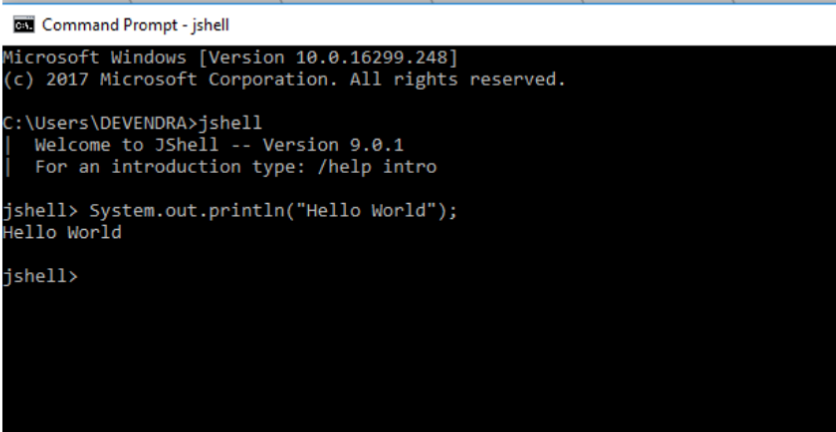 Command Prompt - jshell
Microsoft Windows [Version 10.0.16299.248]
(c) 2017 Microsoft Corporation. All rights reserved.
C:\Users\DEVENDRA>jshell
|  Welcome to JShell -- Version 9.0.1
|  For an introduction type: /help intro
jshell> System.out.println("Hello World");
Hello World
jshell>